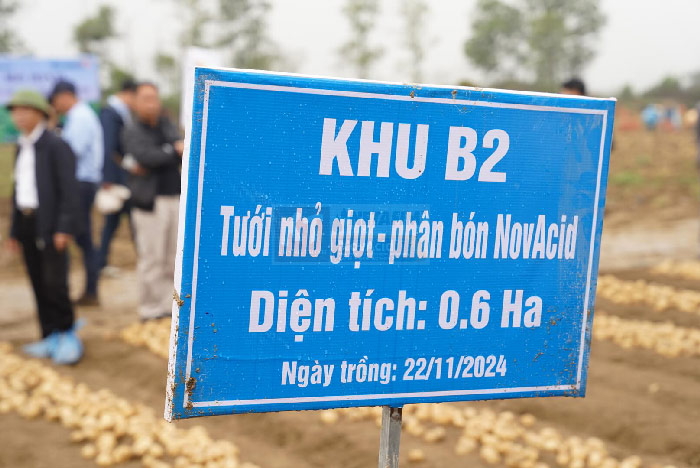 KHU B2
Tưới nhỏ giọt - phân bón NovAcid
Diện tích: 0.6 Ha
Ngày trồng: 22/11/2024